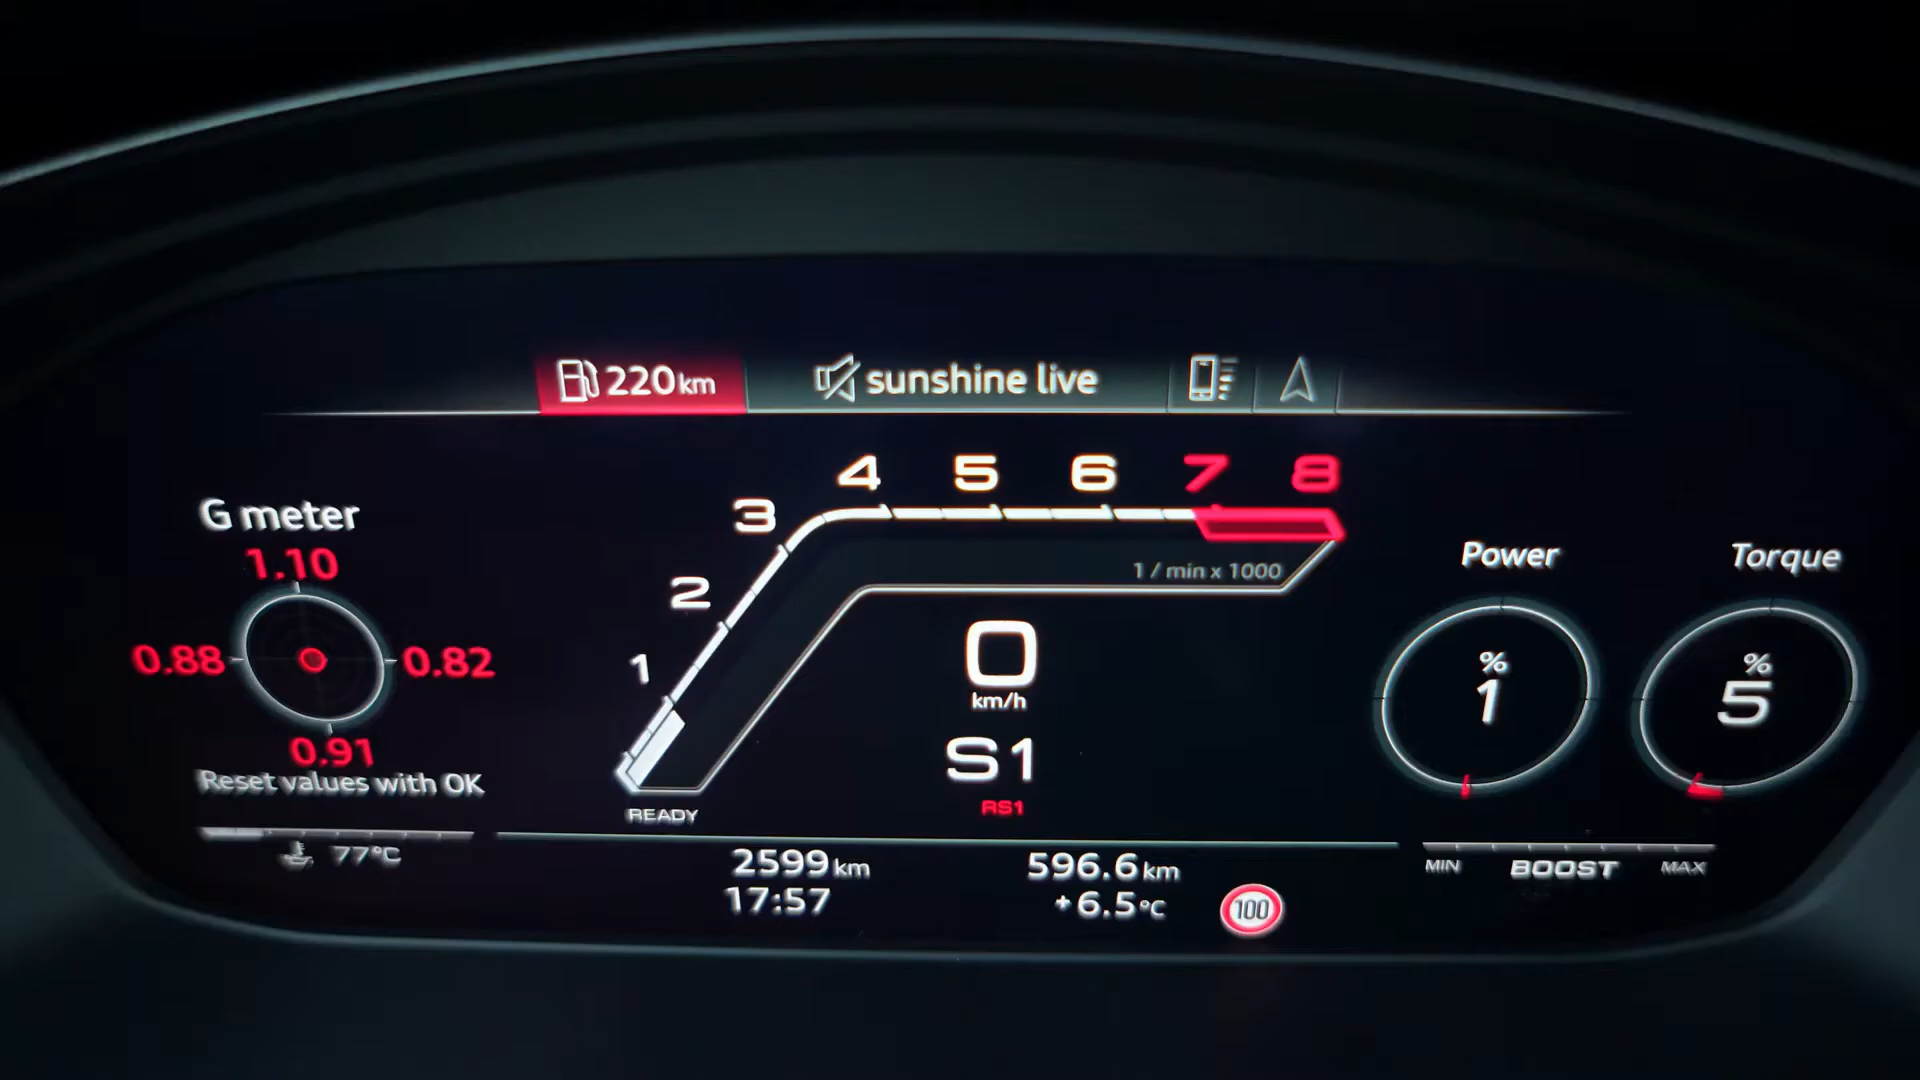 220 km
sunshine live
4 5 6 7 8
3
2
1
1 / min x 1000
G meter
1.10
0.88
0.82
0.91
Reset values with OK
77°C
0
km/h
S1
RS1
READY
Power
%
1
Torque
%
5
MIN BOOST MAX
2599 km
596.6 km
17:57
+6.5°C
100